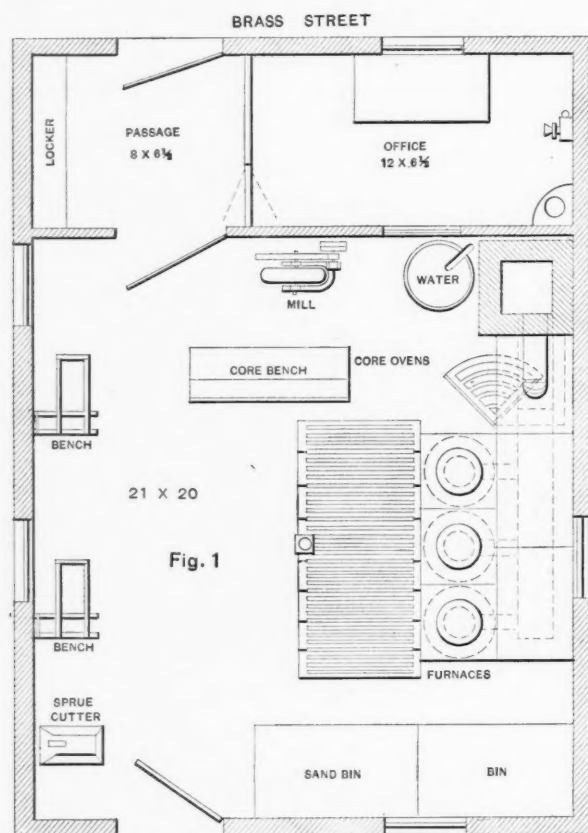 BRASS STREET
LOCKER
PASSAGE
8 X 6½
OFFICE
12 X 6½
MILL
WATER
CORE BENCH
CORE OVENS
BENCH
21 X 20
Fig. 1
BENCH
FURNACES
SPRUE
CUTTER
SAND BIN
BIN